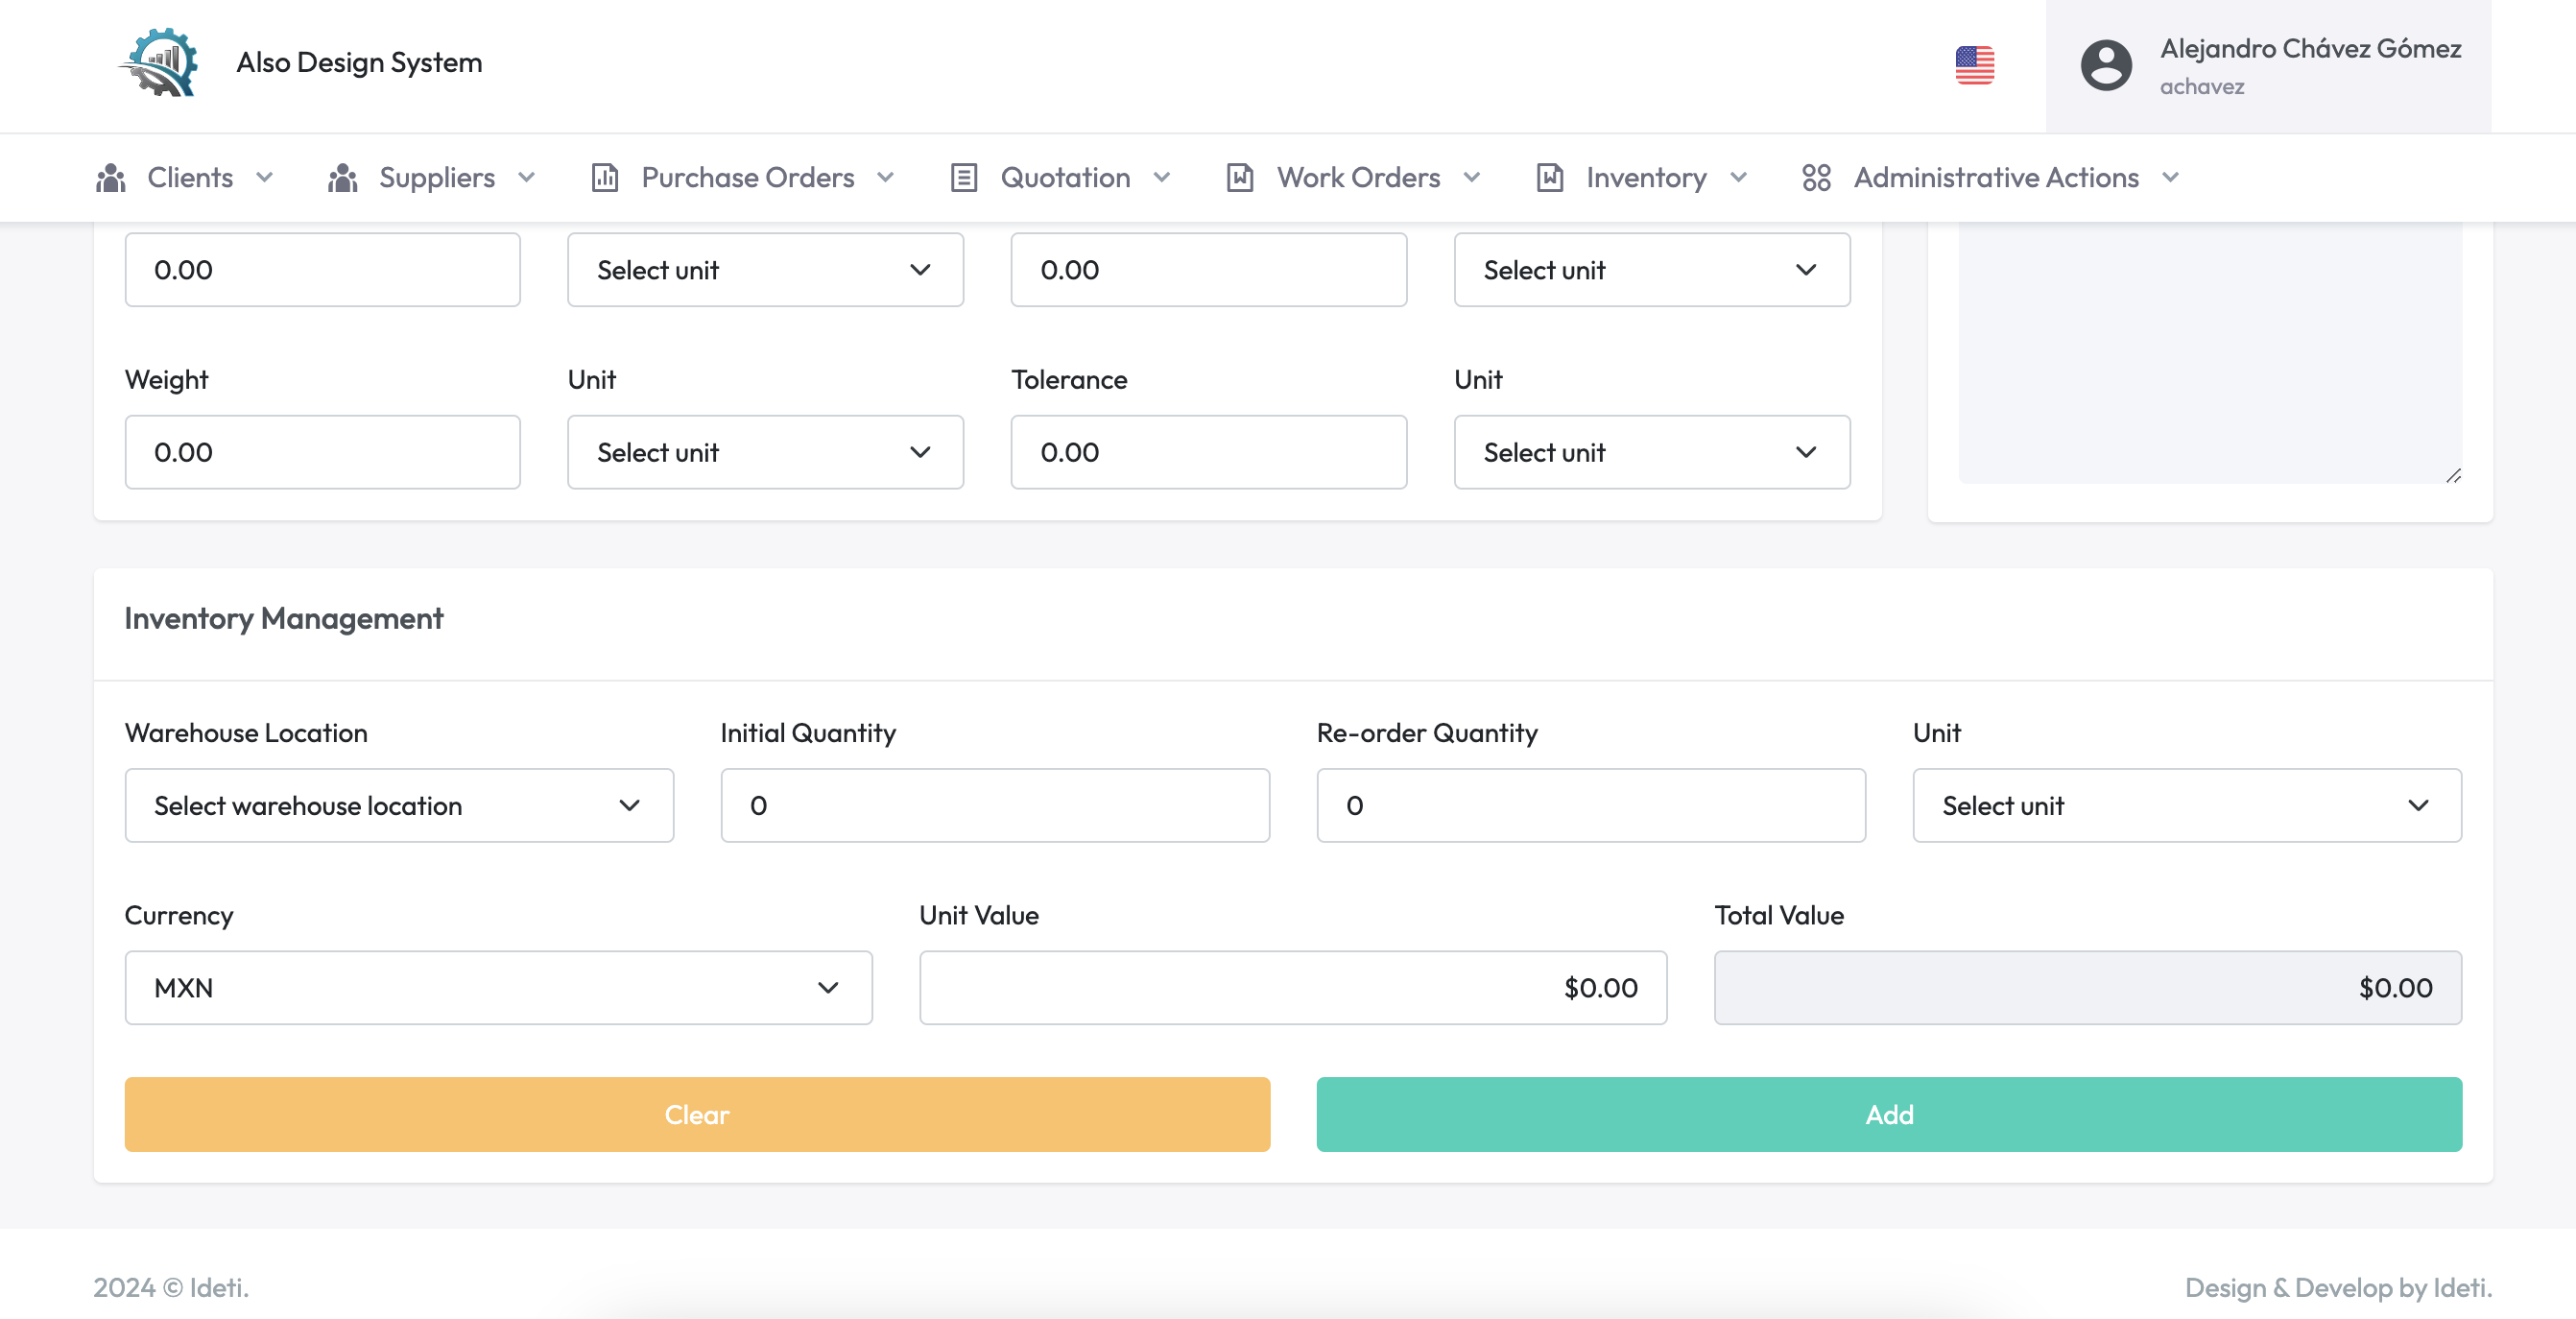 Also Design System
Alejandro Chávez Gómez
achavez
Clients Suppliers Purchase Orders Quotation Work Orders Inventory Administrative Actions
0.00 Select unit 0.00 Select unit
Weight Unit Tolerance Unit
0.00 Select unit 0.00 Select unit
Inventory Management
Warehouse Location Initial Quantity Re-order Quantity Unit
Select warehouse location 0 0 Select unit
Currency Unit Value Total Value
MXN $0.00 $0.00
Clear Add
2024 © Ideti. Design & Develop by Ideti.